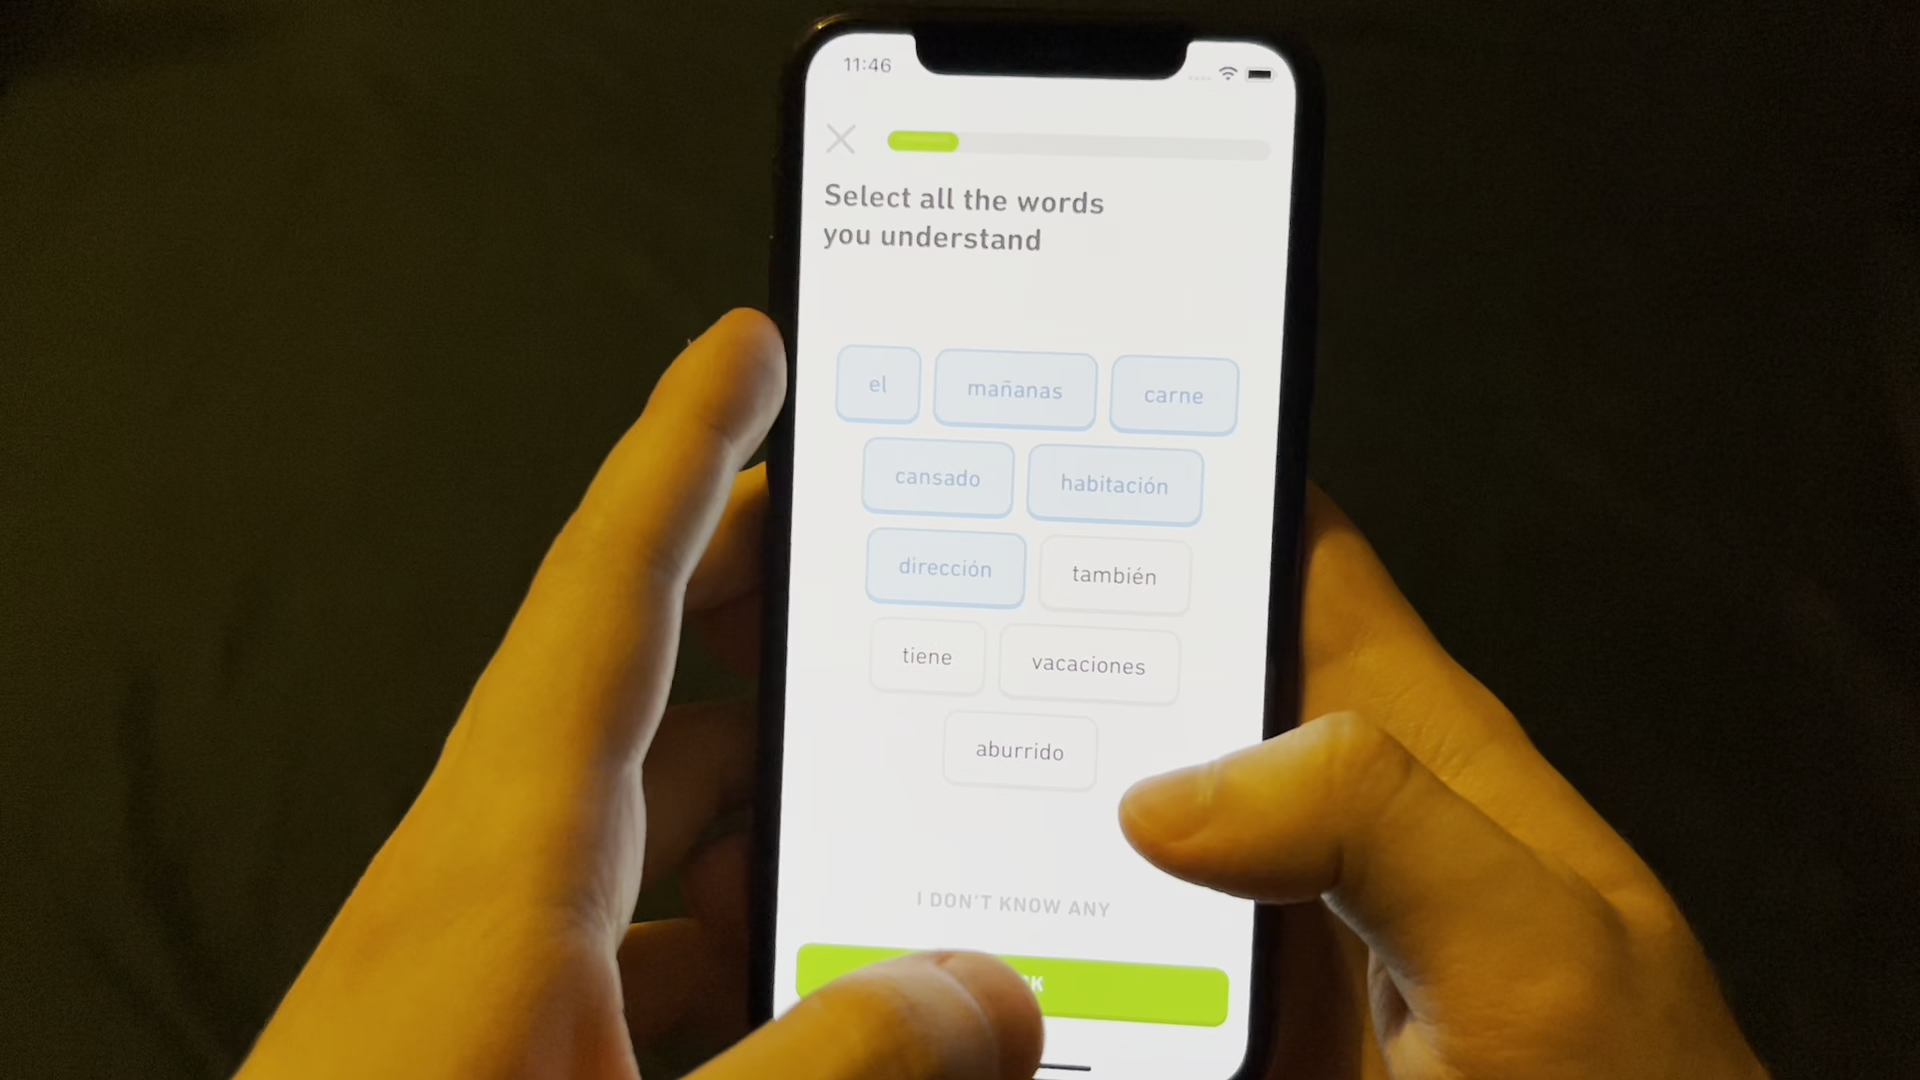 11:46
Select all the words
you understand
el mañanas carne
cansado habitación
dirección también
tiene vacaciones
aburrido
I DON'T KNOW ANY